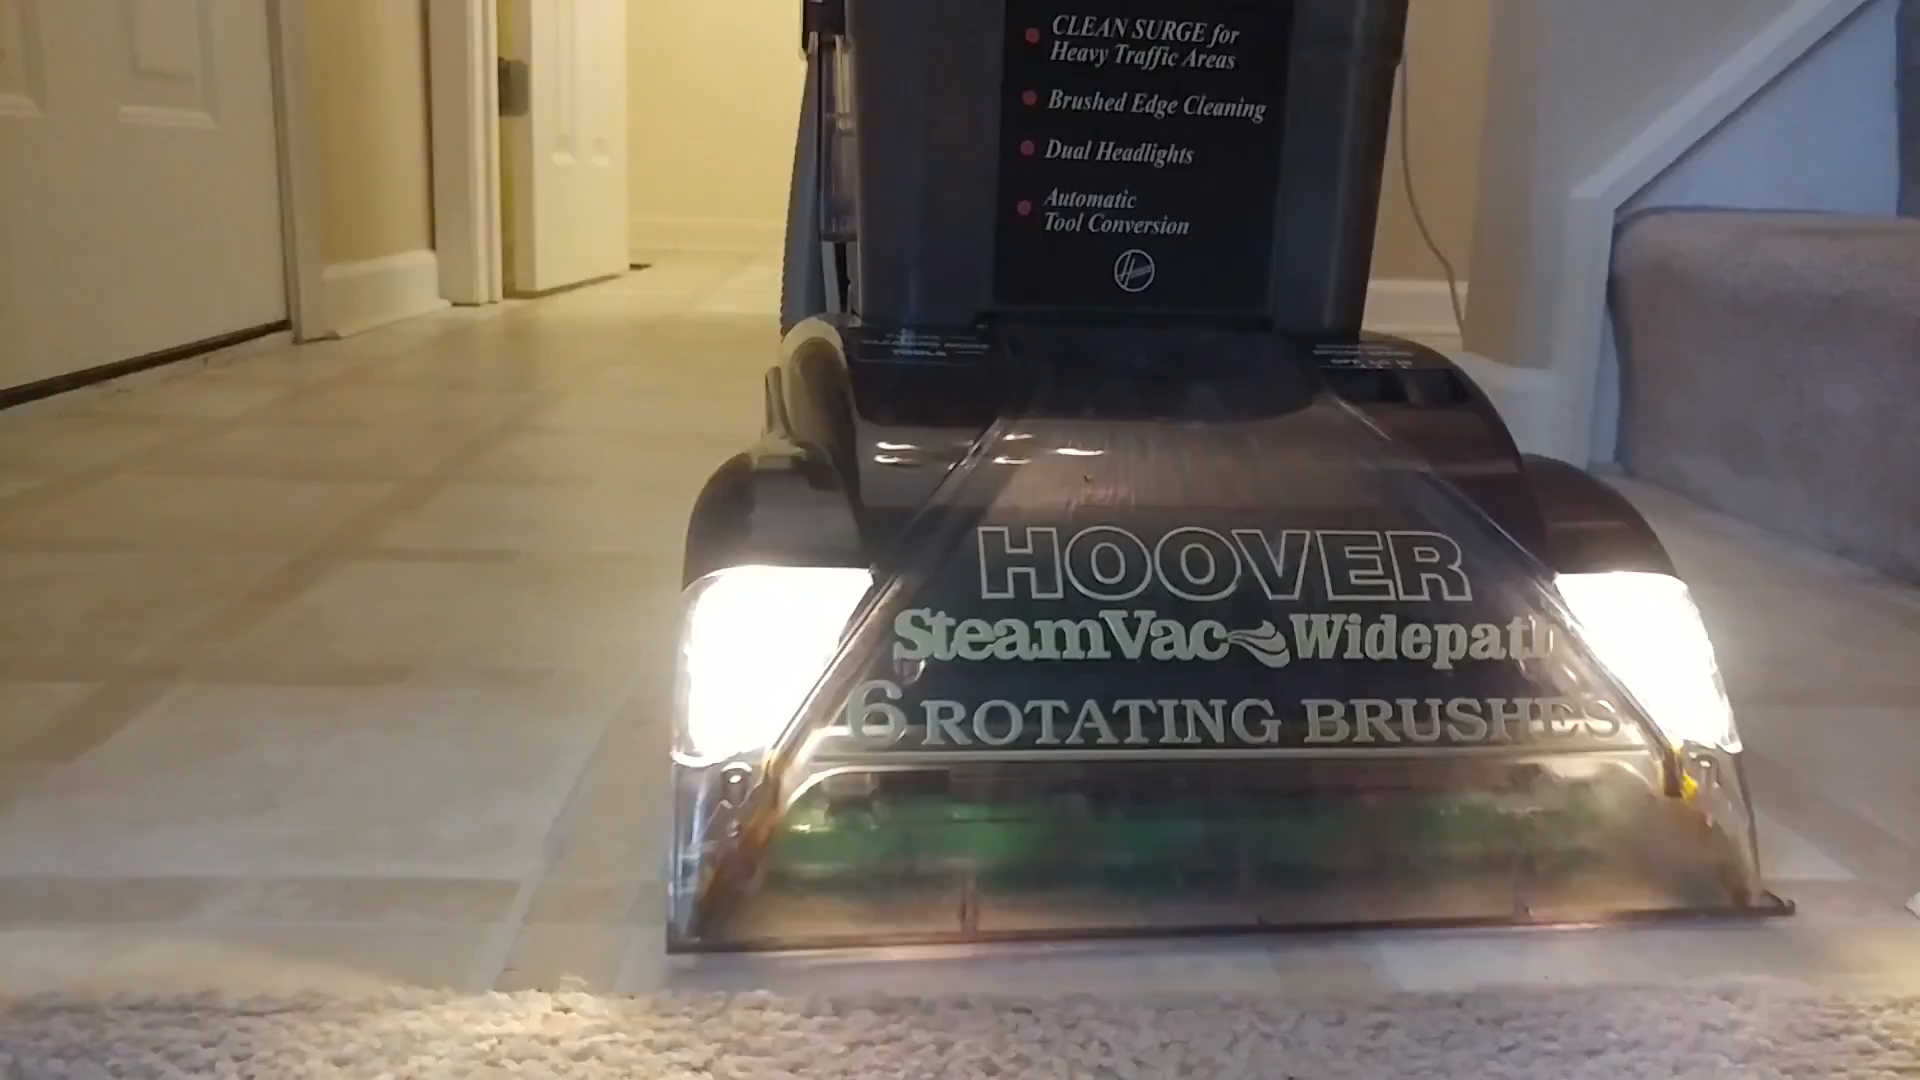 CLEAN SURGE for
Heavy Traffic Areas
Brushed Edge Cleaning
Dual Headlights
Automatic
Tool Conversion
TOOLS
HOOVER
SteamVac Widepath
6 ROTATING BRUSHES